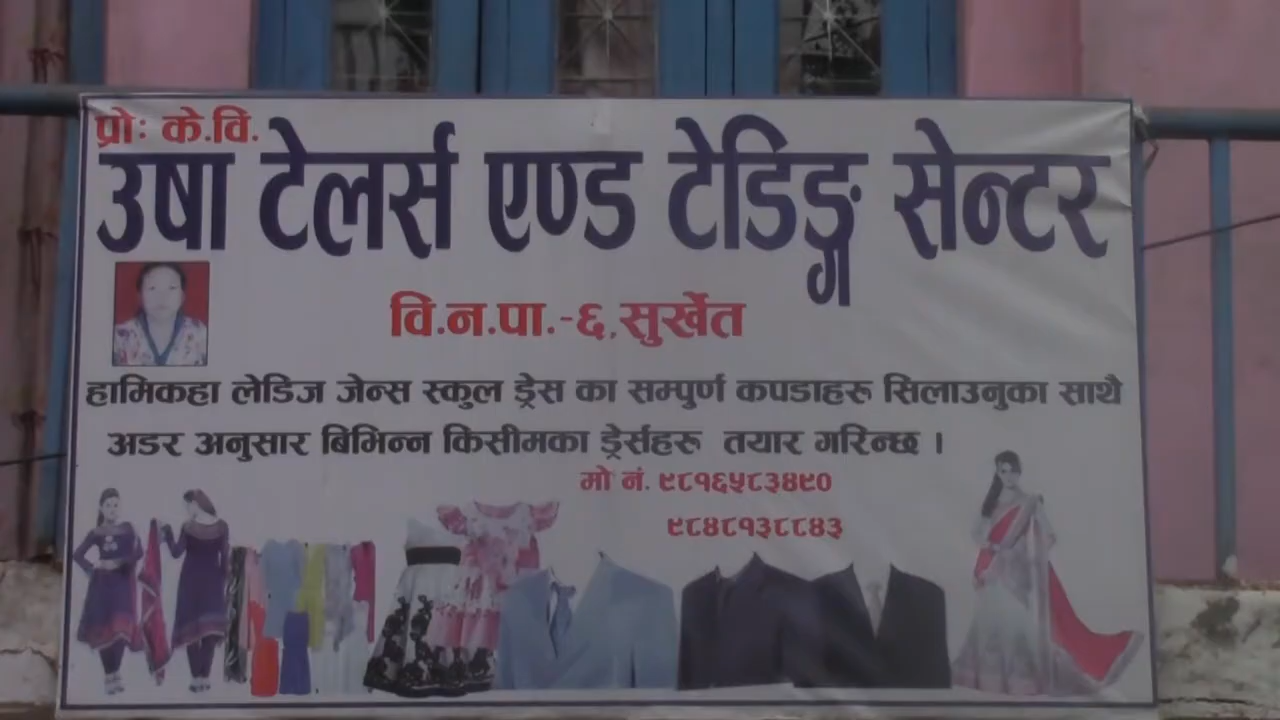 प्रोः के.वि.
उषा टेलर्स एण्ड टेडिङ्ग सेन्टर
वि.न.पा.-६, सुर्खेत
हामिकहा लेडिज जेन्स स्कुल ड्रेस का सम्पुर्ण कपडाहरू सिलाउनुका साथै
अडर अनुसार बिभिन्न किसीमका ड्रेर्सहरू तयार गरिन्छ ।
मो नं. ९८१६५८३४९०
९८४८१३८८४३